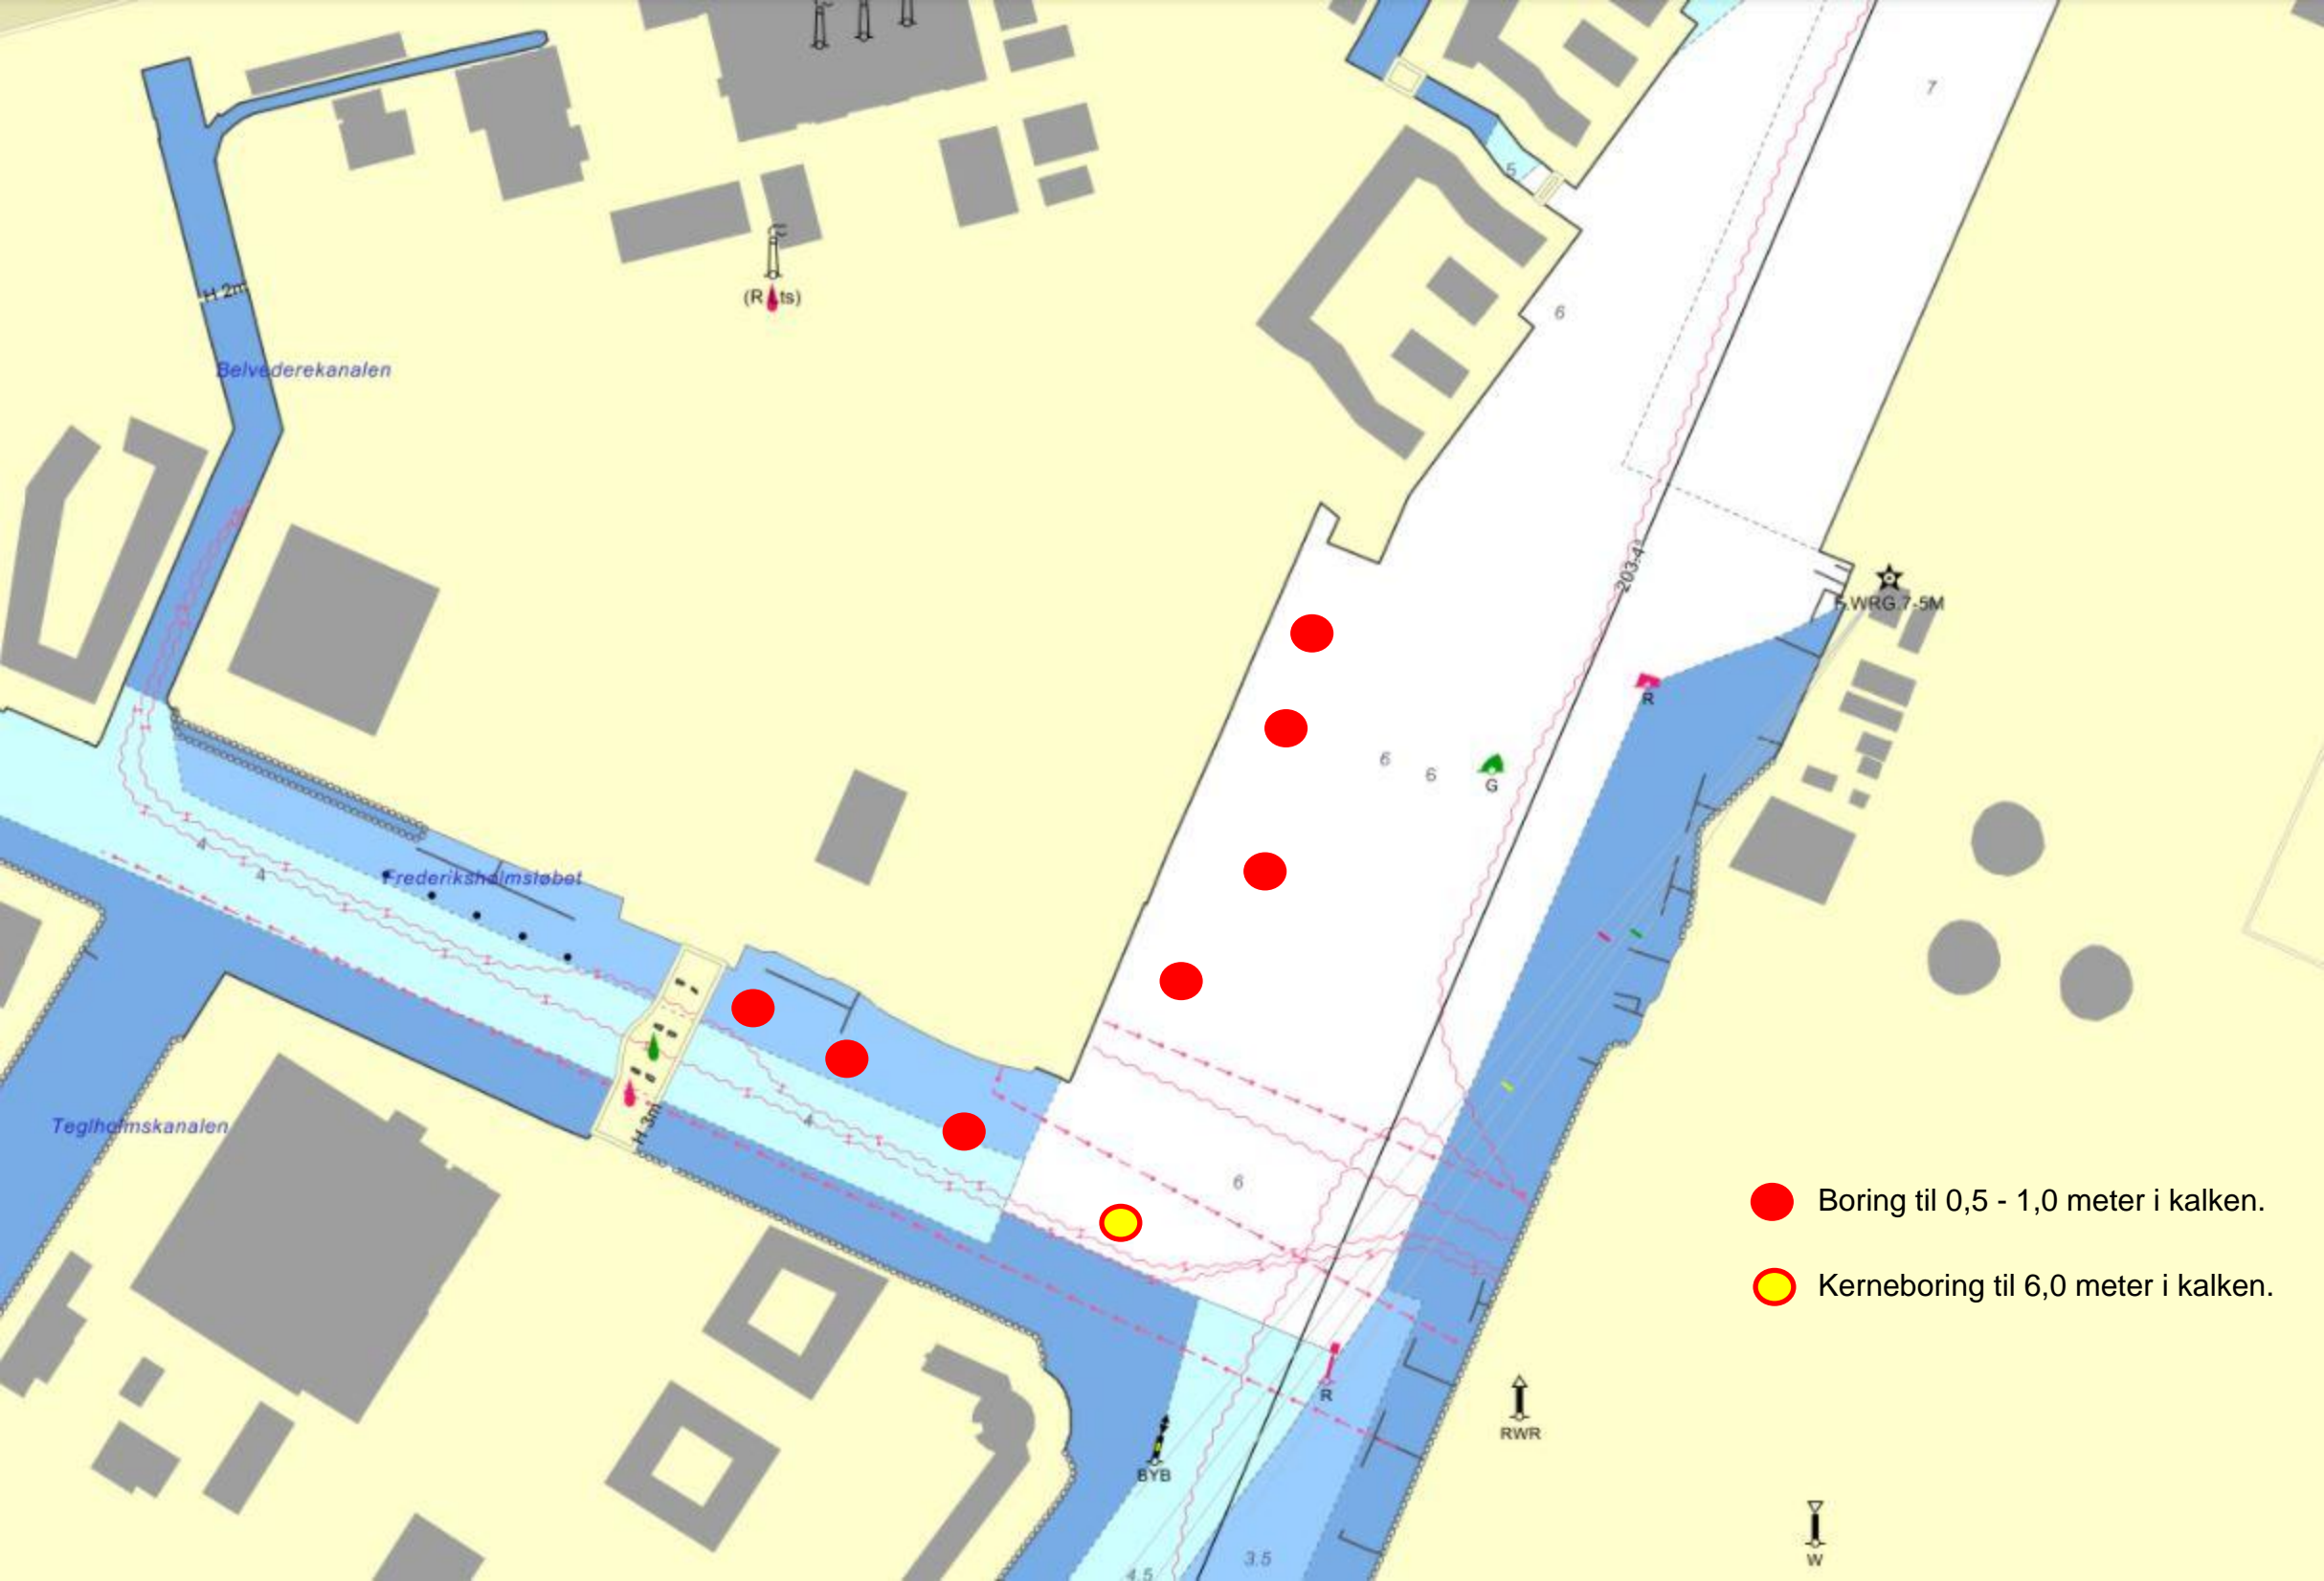 7
5
H 2m
(R Lts)
6
Belvederekanalen
203.4°
F.WRG.7-5M
R
6
6
G
4
4
Frederiksholmsløbet
Teglholmskanalen
H 3m
4
6
Boring til 0,5 - 1,0 meter i kalken.
Kerneboring til 6,0 meter i kalken.
R
RWR
BYB
W
3.5
4.5